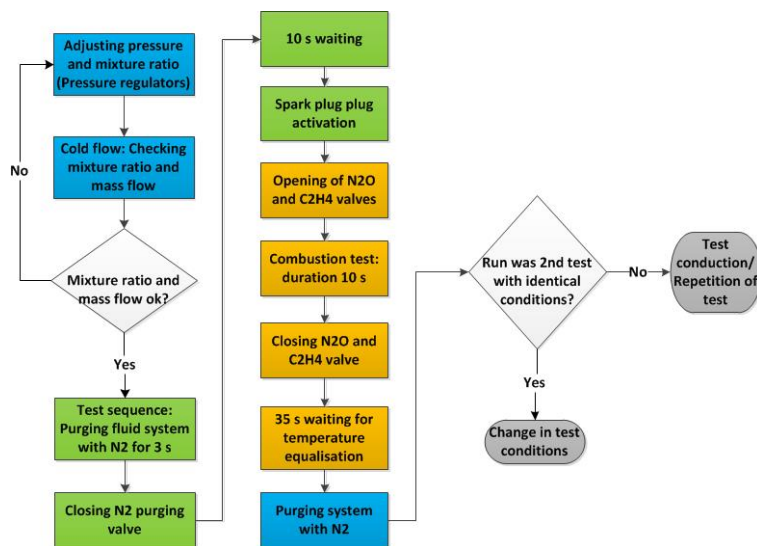 Adjusting pressure
and mixture ratio
(Pressure regulators)
Cold flow: Checking
mixture ratio and
mass flow
No
Mixture ratio and
mass flow ok?
Yes
Test sequence:
Purging fluid system
with N2 for 3 s
Closing N2 purging
valve
10 s waiting
Spark plug plug
activation
Opening of N2O
and C2H4 valves
Combustion test:
duration 10 s
Closing N2O and
C2H4 valve
35 s waiting for
temperature
equalisation
Purging system
with N2
Run was 2nd test
with identical
conditions?
No
Test
conduction/
Repetition of
test
Yes
Change in test
conditions